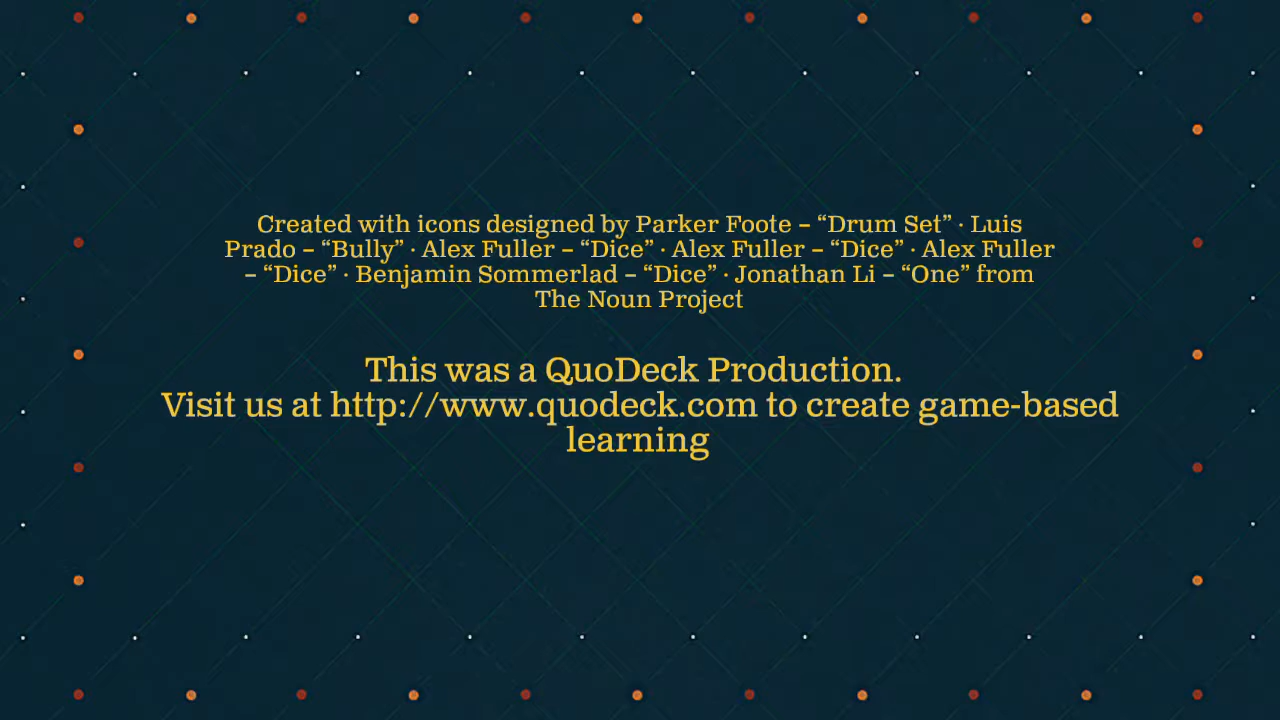 Created with icons designed by Parker Foote – “Drum Set” · Luis
Prado – “Bully” · Alex Fuller – “Dice” · Alex Fuller – “Dice” · Alex Fuller
– “Dice” · Benjamin Sommerlad – “Dice” · Jonathan Li – “One” from
The Noun Project
This was a QuoDeck Production.
Visit us at http://www.quodeck.com to create game-based
learning